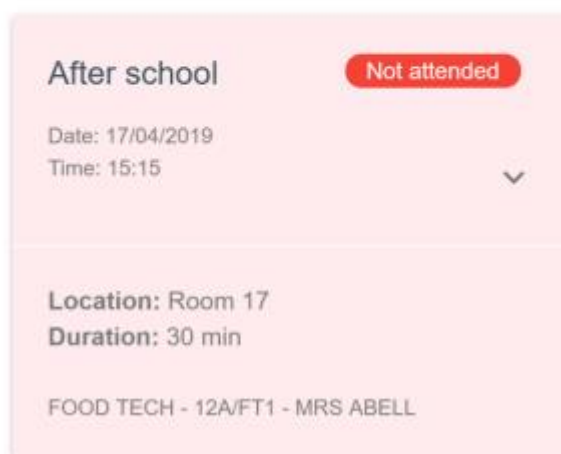 After school
Not attended
Date: 17/04/2019
Time: 15:15
Location: Room 17
Duration: 30 min
FOOD TECH - 12A/FT1 - MRS ABELL